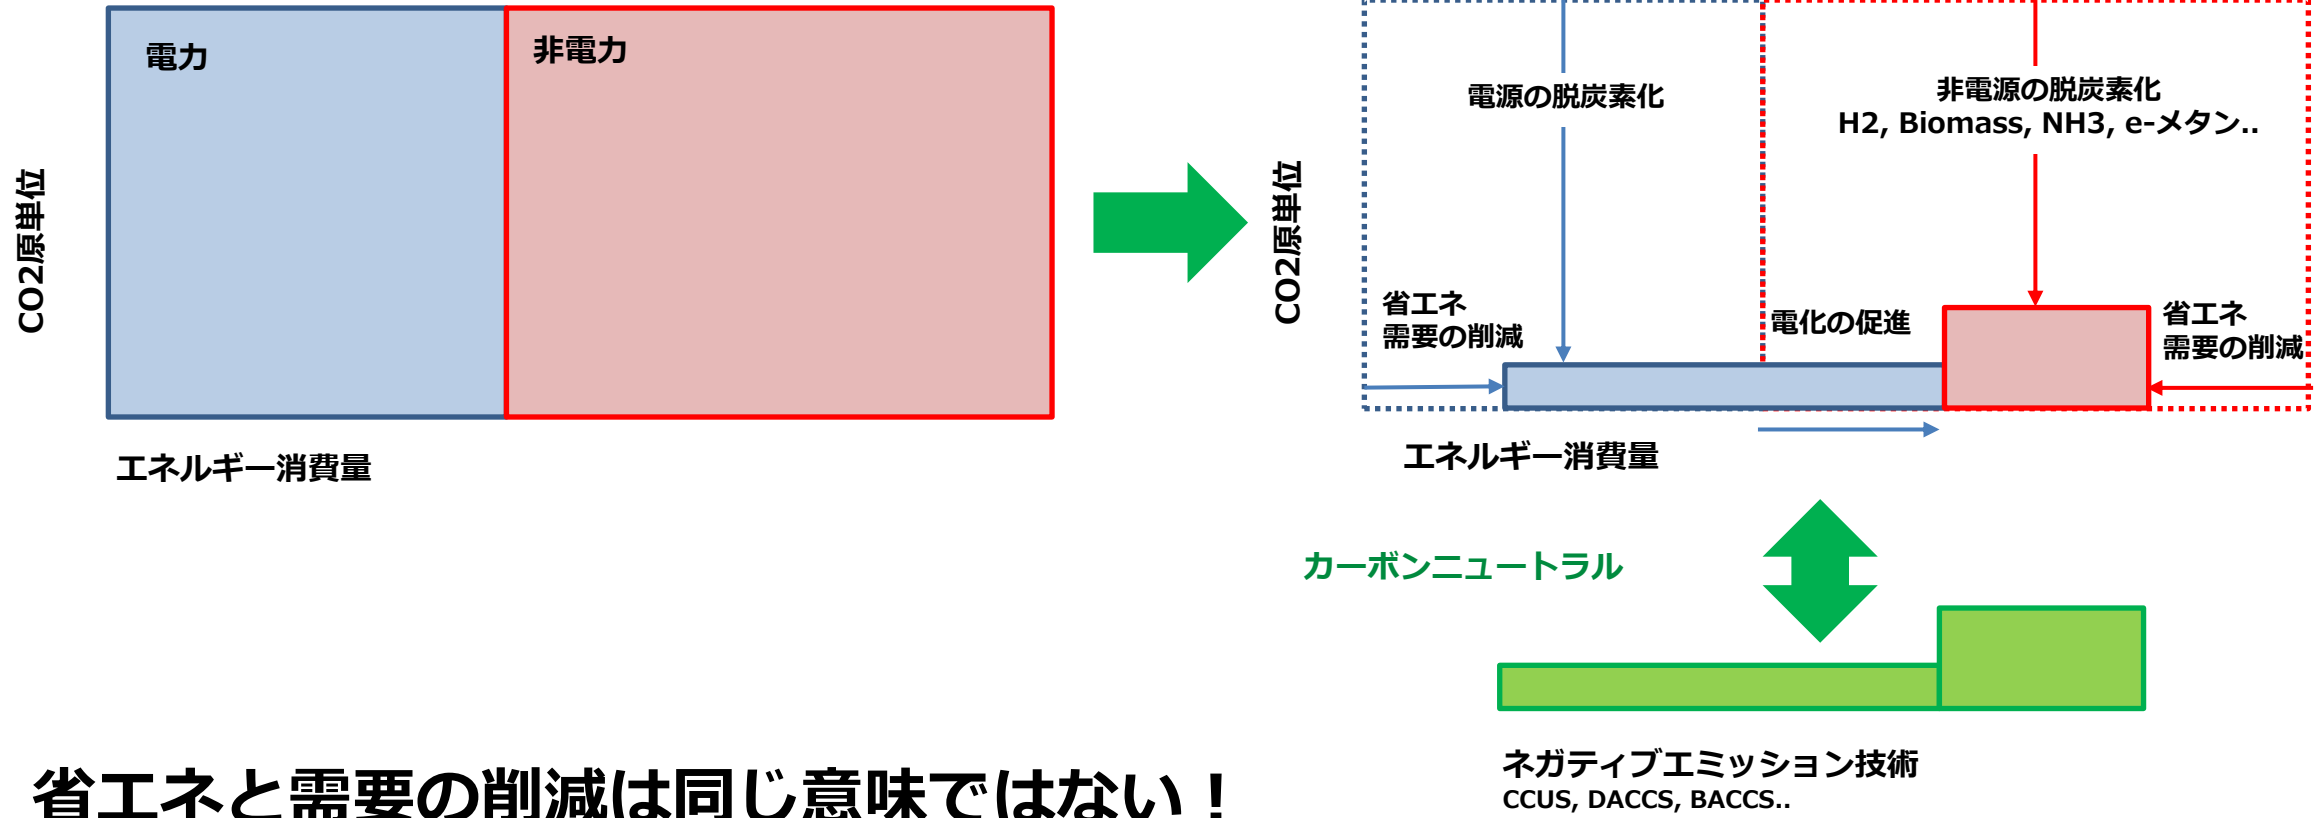 電力
非電力
CO2原単位
エネルギー消費量
電源の脱炭素化
非電源の脱炭素化
H2, Biomass, NH3, e-メタン..
CO2原単位
省エネ
需要の削減
電化の促進
省エネ
需要の削減
エネルギー消費量
カーボンニュートラル
ネガティブエミッション技術
CCUS, DACCS, BACCS..
省エネと需要の削減は同じ意味ではない！